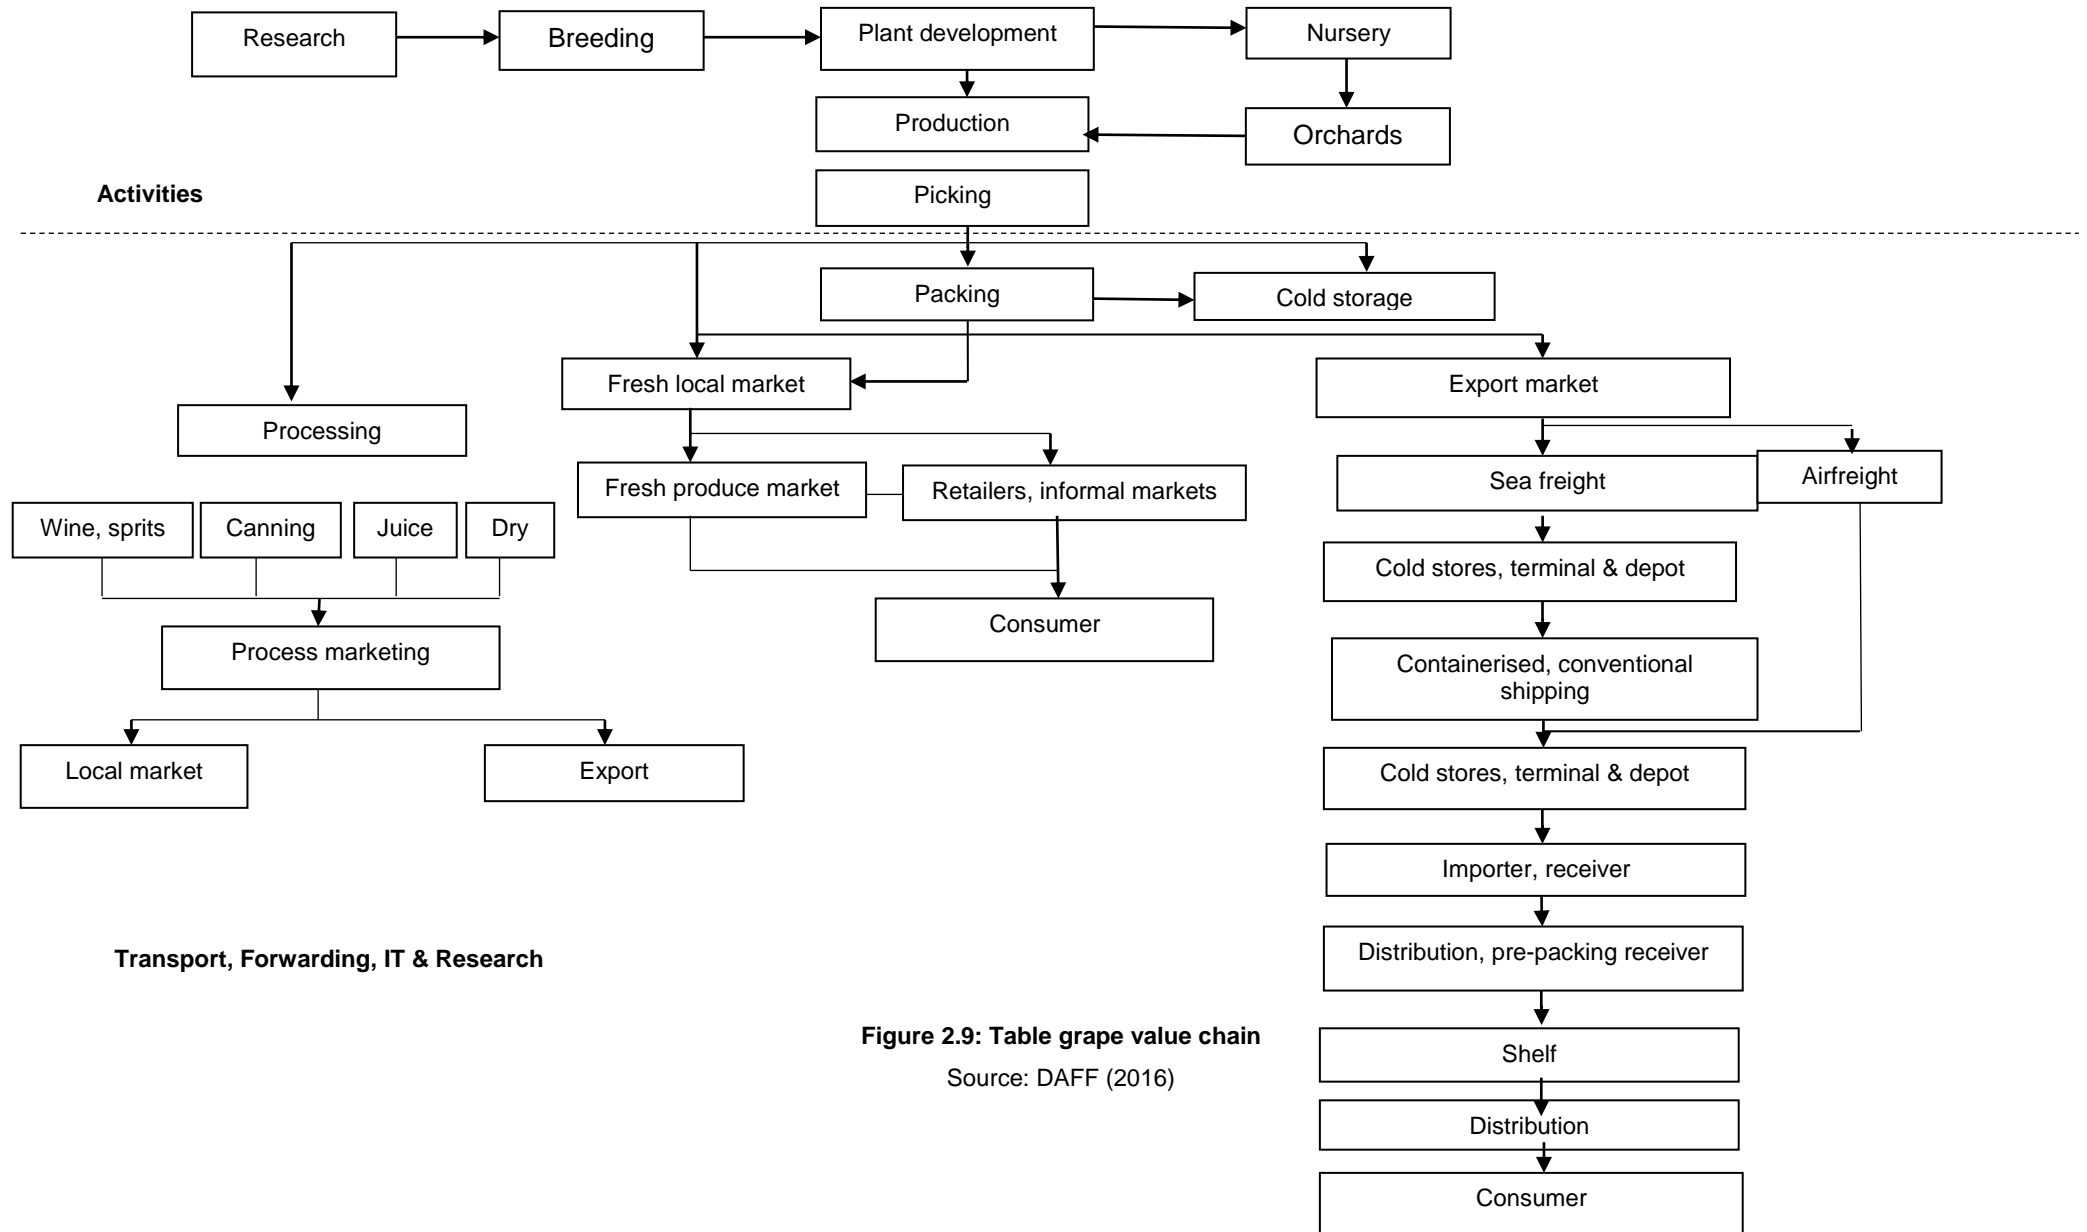 Research
Breeding
Plant development
Nursery
Production
Orchards
Activities
Picking
Packing
Cold storage
Fresh local market
Export market
Processing
Fresh produce market
Retailers, informal markets
Sea freight
Airfreight
Wine, sprits
Canning
Juice
Dry
Cold stores, terminal & depot
Consumer
Process marketing
Containerised, conventional
shipping
Local market
Export
Cold stores, terminal & depot
Importer, receiver
Transport, Forwarding, IT & Research
Distribution, pre-packing receiver
Figure 2.9: Table grape value chain
Source: DAFF (2016)
Shelf
Distribution
Consumer